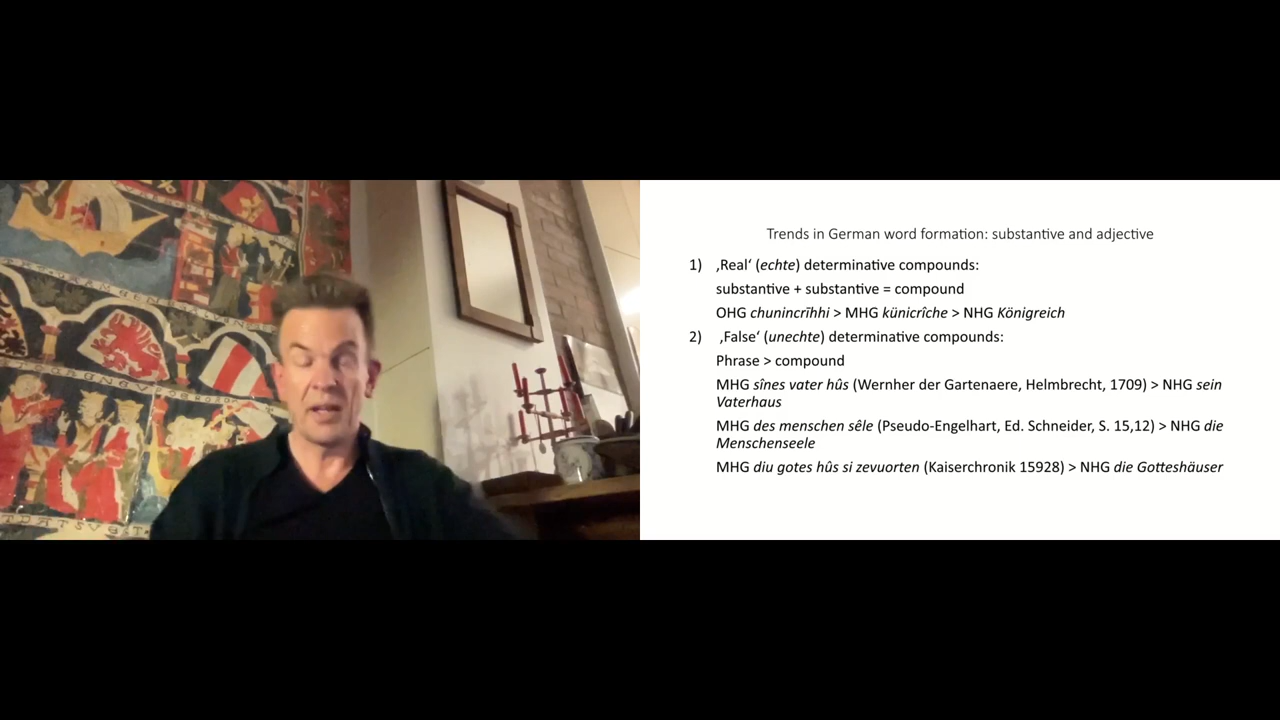 Trends in German word formation: substantive and adjective
1) ‚Real‘ (echte) determinative compounds:
substantive + substantive = compound
OHG chunincrīhhi > MHG künicrîche > NHG Königreich
2) ‚False‘ (unechte) determinative compounds:
Phrase > compound
MHG sînes vater hûs (Wernher der Gartenaere, Helmbrecht, 1709) > NHG sein
Vaterhaus
MHG des menschen sêle (Pseudo-Engelhart, Ed. Schneider, S. 15,12) > NHG die
Menschenseele
MHG diu gotes hûs si zevuorten (Kaiserchronik 15928) > NHG die Gotteshäuser